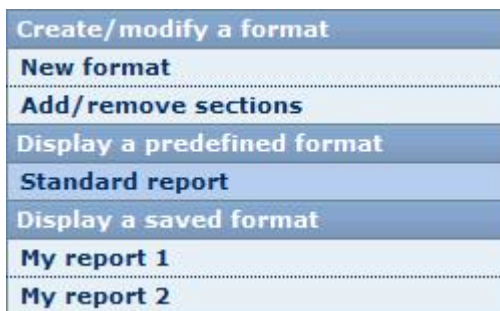 Create/modify a format
New format
Add/remove sections
Display a predefined format
Standard report
Display a saved format
My report 1
My report 2